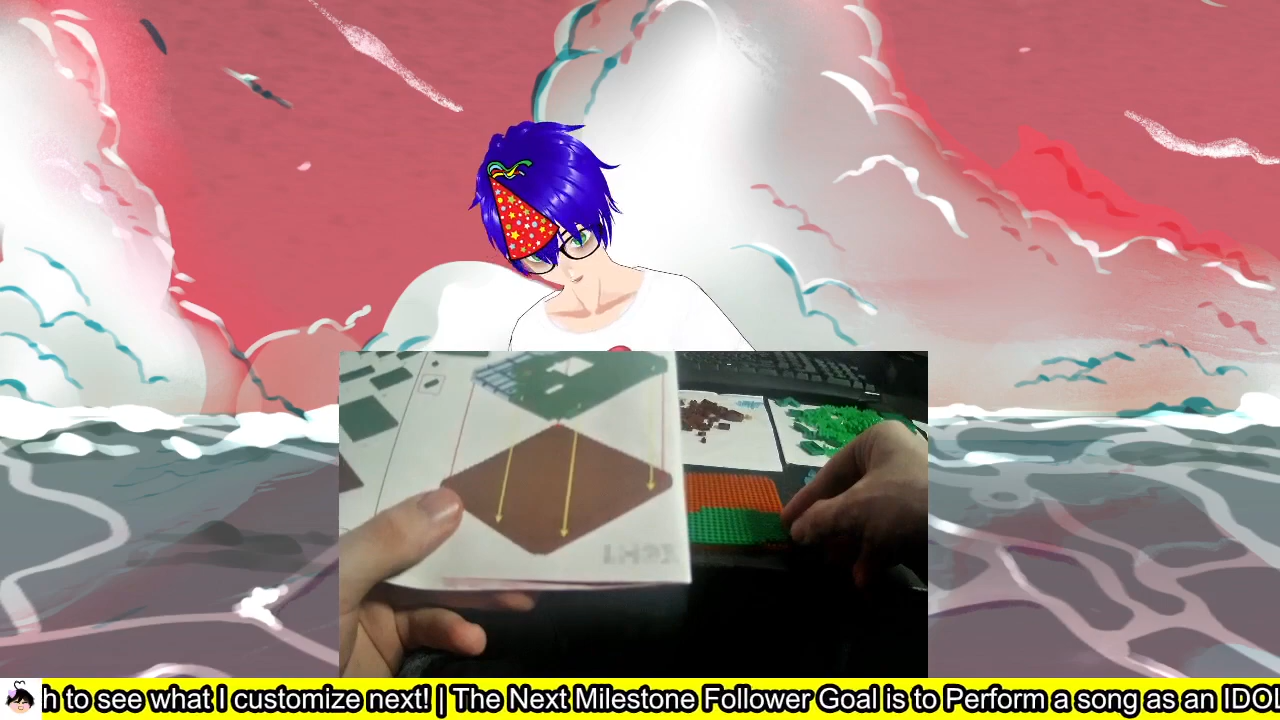 h to see what I customize next! | The Next Milestone Follower Goal is to Perform a song as an IDOL